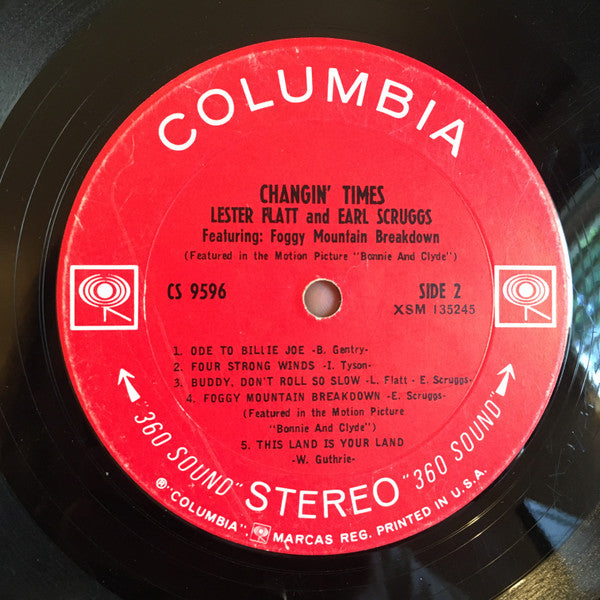 COLUMBIA
CHANGIN' TIMES
LESTER FLATT and EARL SCRUGGS
Featuring: Foggy Mountain Breakdown
(Featured in the Motion Picture "Bonnie And Clyde")
CS 9596
SIDE 2
XSM 135245
1. ODE TO BILLIE JOE -B. Gentry-
2. FOUR STRONG WINDS -I. Tyson-
3. BUDDY, DON'T ROLL SO SLOW -L. Flatt - E. Scruggs-
4. FOGGY MOUNTAIN BREAKDOWN -E. Scruggs-
(Featured in the Motion Picture
"Bonnie And Clyde")
5. THIS LAND IS YOUR LAND
-W. Guthrie-
"360 SOUND" STEREO "360 SOUND"
® "COLUMBIA", MARCAS REG. PRINTED IN U.S.A.